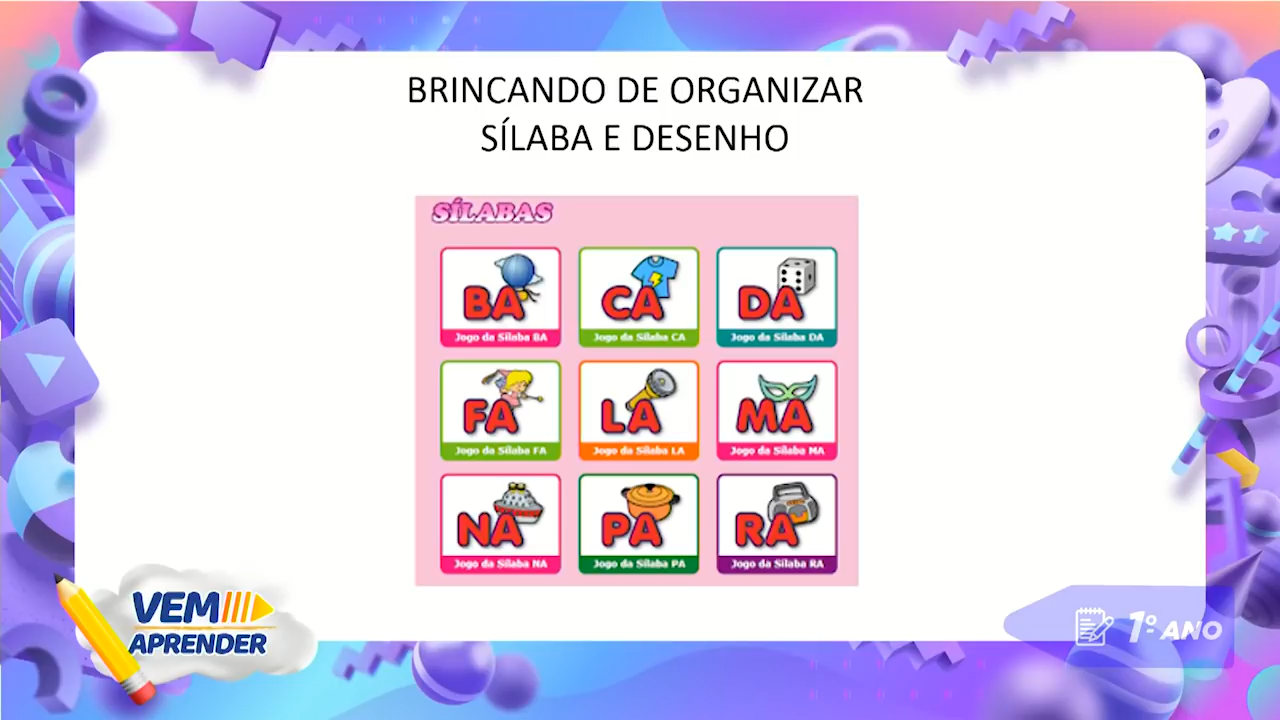 BRINCANDO DE ORGANIZAR
SÍLABA E DESENHO
SÍLABAS
BA
CA
DA
Jogo da Sílaba BA
Jogo da Sílaba CA
Jogo da Sílaba DA
FA
LA
MA
Jogo da Sílaba FA
Jogo da Sílaba LA
Jogo da Sílaba MA
NA
PA
RA
Jogo da Sílaba NA
Jogo da Sílaba PA
Jogo da Sílaba RA
VEM
APRENDER
1º ANO